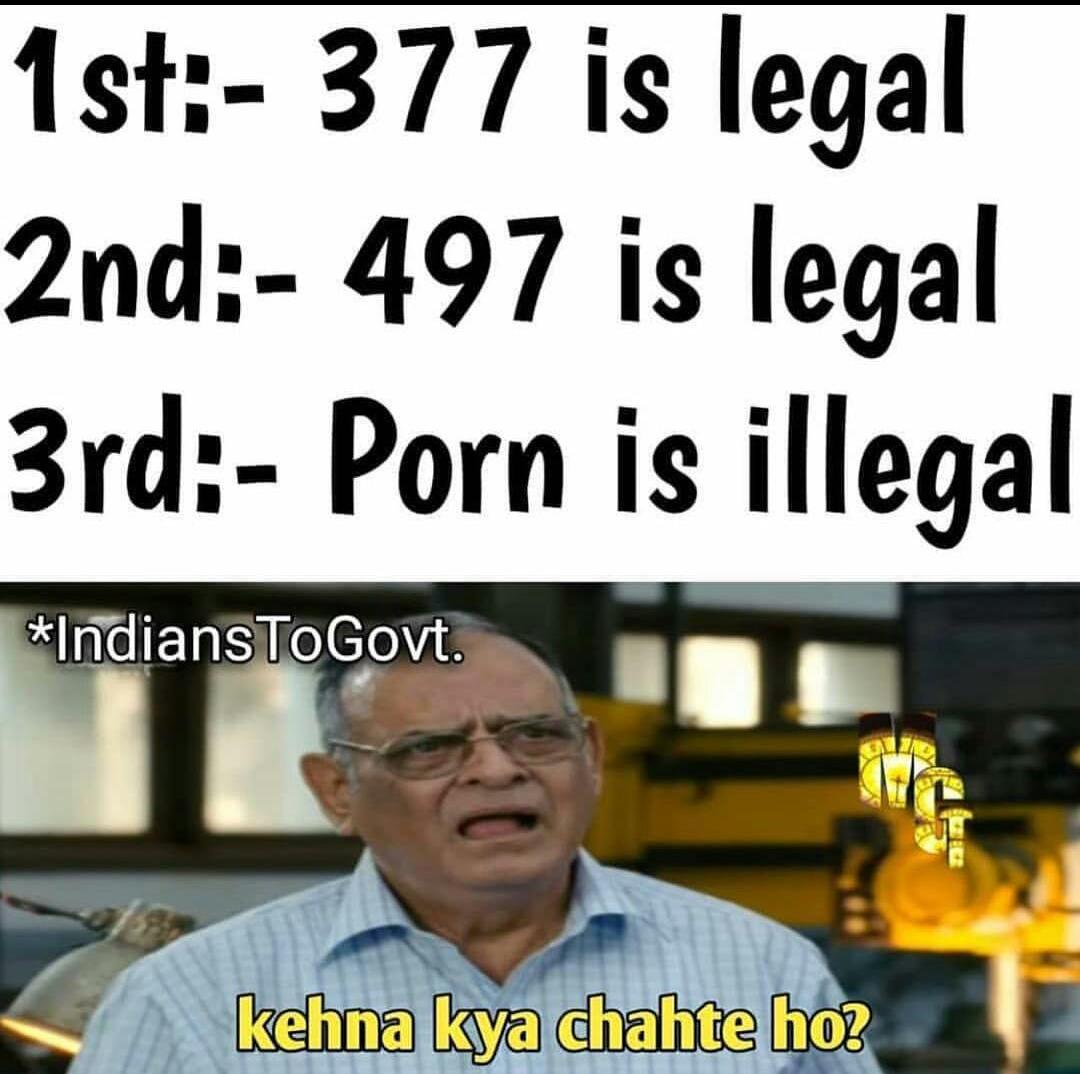 1st:- 377 is legal
2nd:- 497 is legal
3rd:- Porn is illegal
*IndiansToGovt.
kehna kya chahte ho?